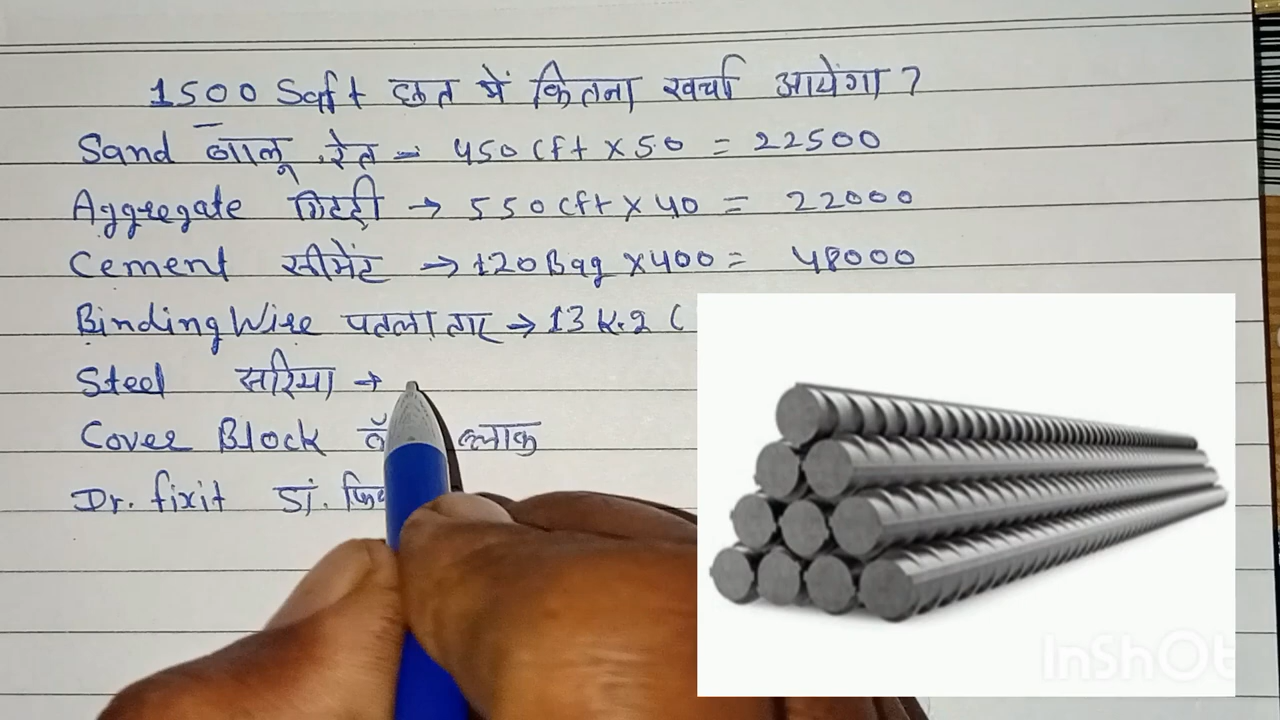 1500 Sqft छत में कितना खर्चा आयेंगा ?
Sand बालू रेत → 450 Cft x 50 = 22500
Aggregate गिटटी → 550 Cft x 40 = 22000
Cement सीमेंट → 120 Bag x 400 = 48000
Binding Wire पतला तार → 13 K.g (
Steel सरिया →
Cover Block ब्लाक
Dr. fixit डां.
InShOt